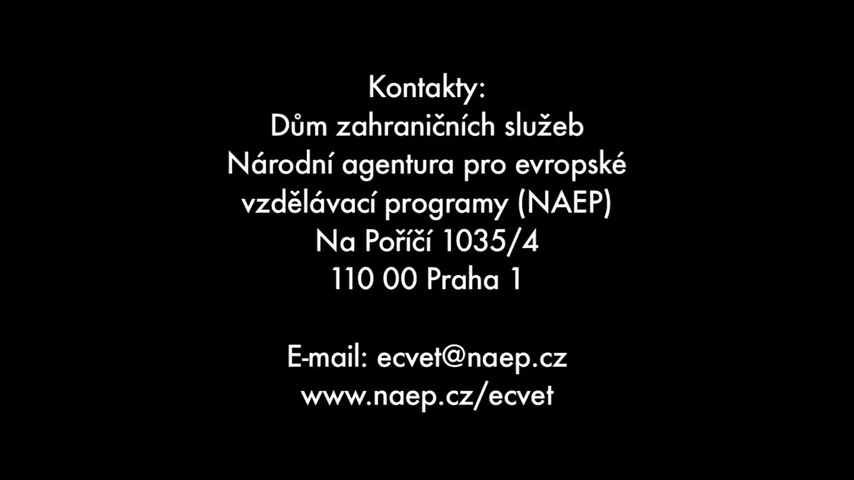 Kontakty:
Dům zahraničních služeb
Národní agentura pro evropské
vzdělávací programy (NAEP)
Na Poříčí 1035/4
110 00 Praha 1
E-mail: ecvet@naep.cz
www.naep.cz/ecvet